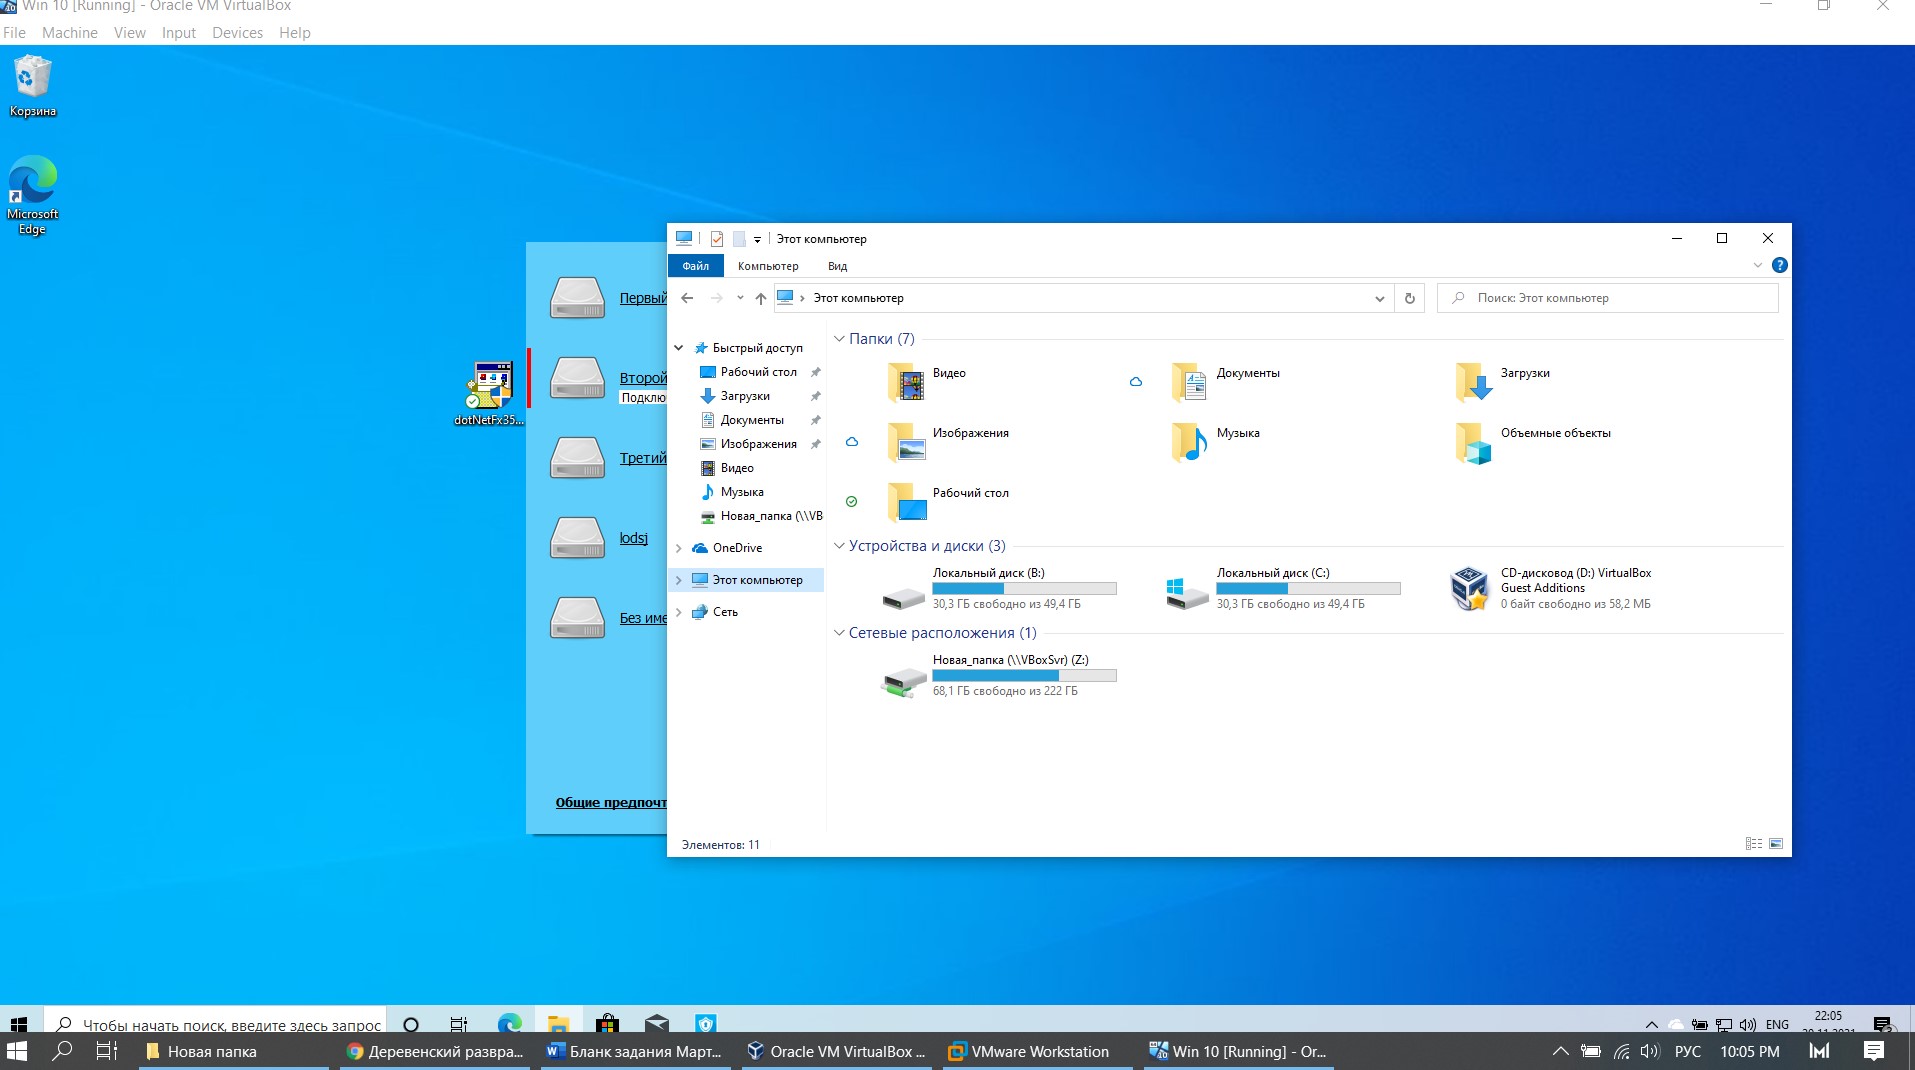 Win 10 [Running] - Oracle VM VirtualBox
File Machine View Input Devices Help
Корзина
Microsoft
Edge
dotNetFx35...
Первый
Второй
Подклю
Третий
lodsj
Без име
Общие предпочт
Этот компьютер
Файл Компьютер Вид
Этот компьютер
Поиск: Этот компьютер
Быстрый доступ
Рабочий стол
Загрузки
Документы
Изображения
Видео
Музыка
Новая_папка (\\VB
OneDrive
Этот компьютер
Сеть
Папки (7)
Видео
Документы
Загрузки
Изображения
Музыка
Объемные объекты
Рабочий стол
Устройства и диски (3)
Локальный диск (B:)
30,3 ГБ свободно из 49,4 ГБ
Локальный диск (C:)
30,3 ГБ свободно из 49,4 ГБ
CD-дисковод (D:) VirtualBox
Guest Additions
0 байт свободно из 58,2 МБ
Сетевые расположения (1)
Новая_папка (\\VBoxSvr) (Z:)
68,1 ГБ свободно из 222 ГБ
Элементов: 11
Чтобы начать поиск, введите здесь запрос
ENG
22:05
Новая папка
Деревенский развра...
Бланк задания Март...
Oracle VM VirtualBox ...
VMware Workstation
Win 10 [Running] - Or...
РУС
10:05 PM